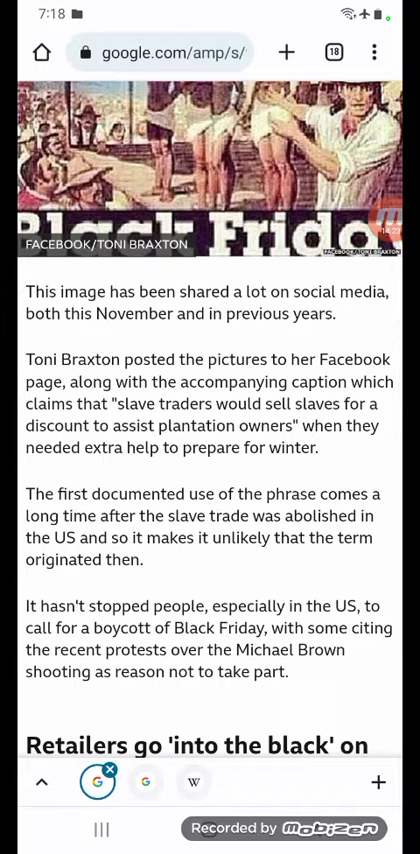 7:18
google.com/amp/s/
18
Black Frida
14:23
FACEBOOK/TONI BRAXTON
FACEBOOK/TONI BRAXTON
This image has been shared a lot on social media,
both this November and in previous years.
Toni Braxton posted the pictures to her Facebook
page, along with the accompanying caption which
claims that "slave traders would sell slaves for a
discount to assist plantation owners" when they
needed extra help to prepare for winter.
The first documented use of the phrase comes a
long time after the slave trade was abolished in
the US and so it makes it unlikely that the term
originated then.
It hasn't stopped people, especially in the US, to
call for a boycott of Black Friday, with some citing
the recent protests over the Michael Brown
shooting as reason not to take part.
Retailers go 'into the black' on
G
G
W
Recorded by mobizen